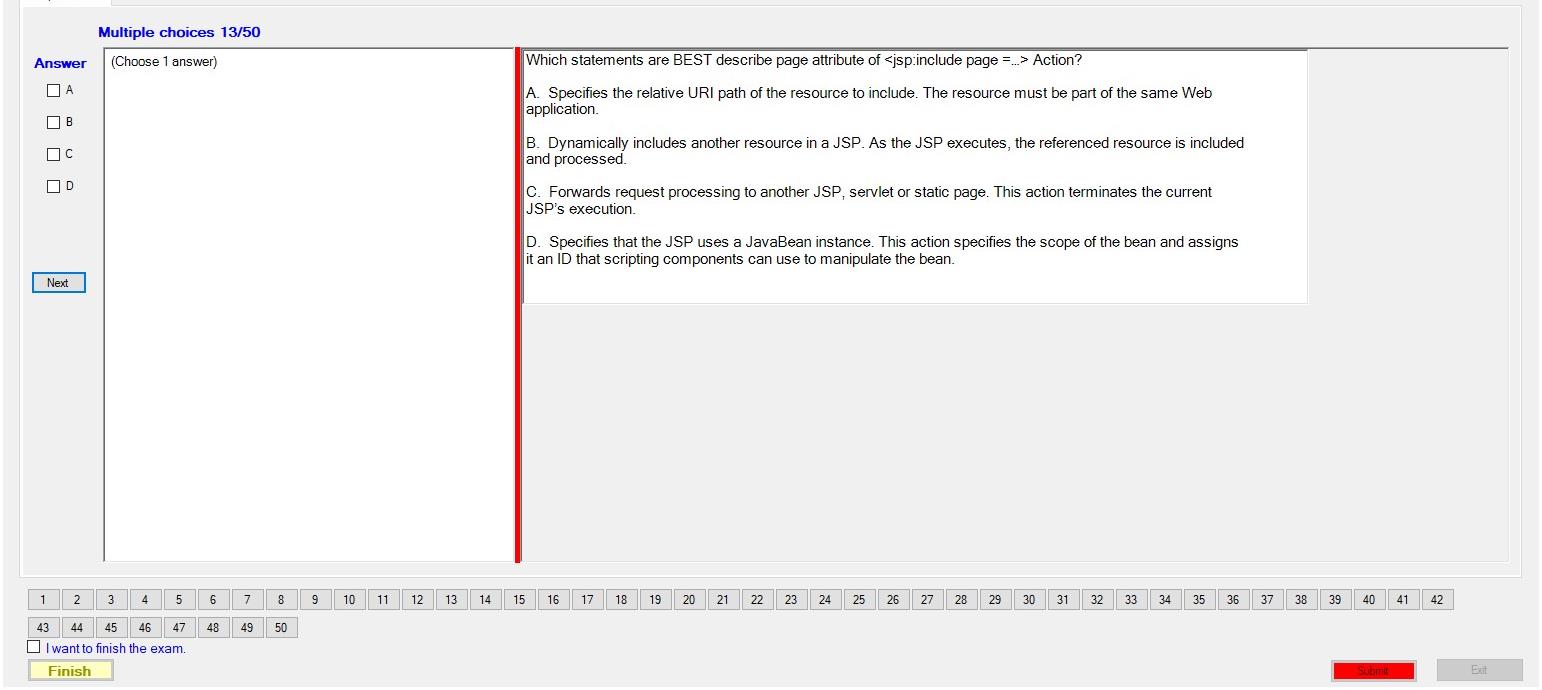 Multiple choices 13/50
Answer
(Choose 1 answer)
A
B
C
D
Next
Which statements are BEST describe page attribute of <jsp:include page =...> Action?
A.  Specifies the relative URI path of the resource to include. The resource must be part of the same Web
application.
B.  Dynamically includes another resource in a JSP. As the JSP executes, the referenced resource is included
and processed.
C.  Forwards request processing to another JSP, servlet or static page. This action terminates the current
JSP's execution.
D.  Specifies that the JSP uses a JavaBean instance. This action specifies the scope of the bean and assigns
it an ID that scripting components can use to manipulate the bean.
1 2 3 4 5 6 7 8 9 10 11 12 13 14 15 16 17 18 19 20 21 22 23 24 25 26 27 28 29 30 31 32 33 34 35 36 37 38 39 40 41 42
43 44 45 46 47 48 49 50
I want to finish the exam.
Finish
Submit
Exit